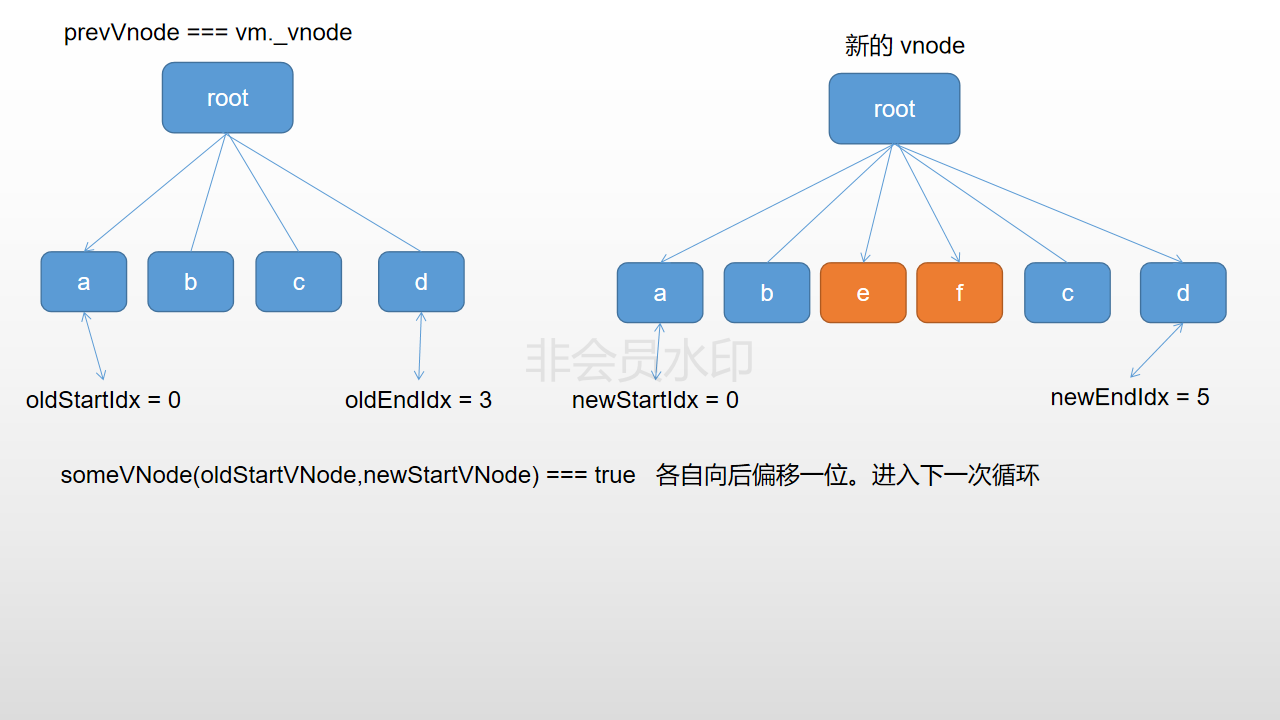 prevVnode === vm._vnode
新的 vnode
root
root
a b c d
a b e f c d
非会员水印
oldStartIdx = 0
oldEndIdx = 3
newStartIdx = 0
newEndIdx = 5
someVNode(oldStartVNode,newStartVNode) === true 各自向后偏移一位。进入下一次循环